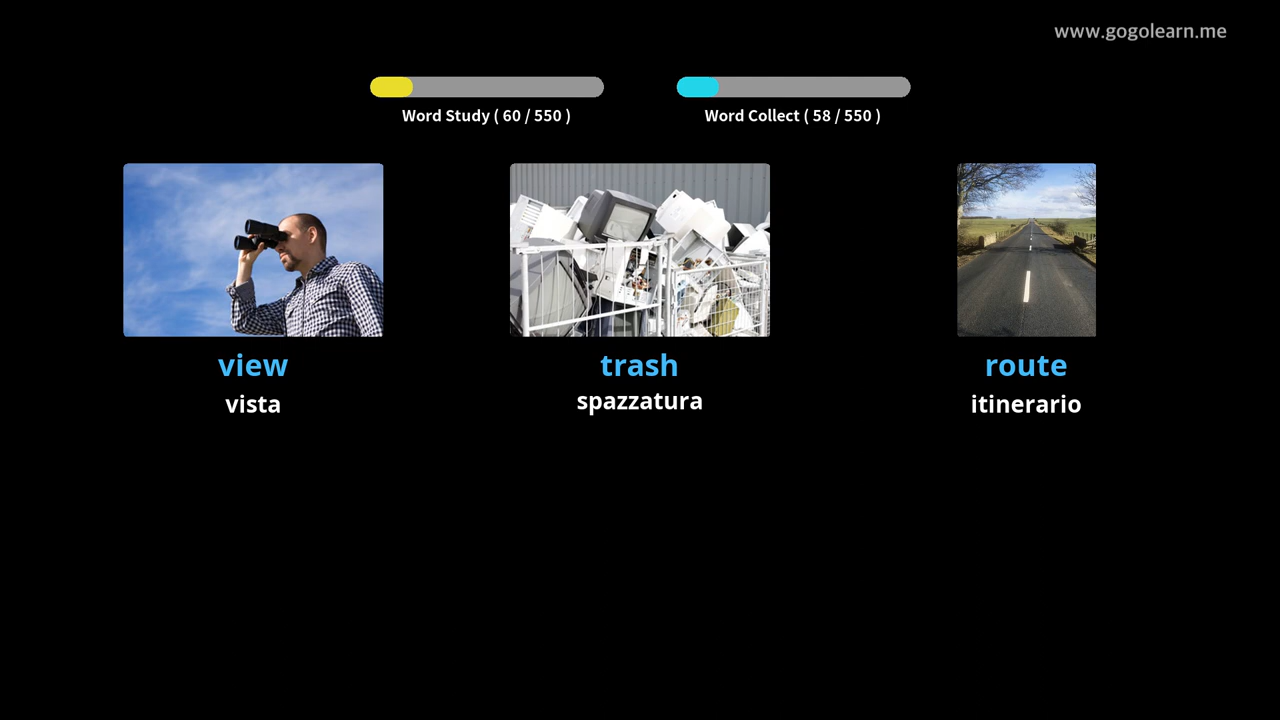 www.gogolearn.me
Word Study ( 60 / 550 )
Word Collect ( 58 / 550 )
view
trash
route
vista
spazzatura
itinerario